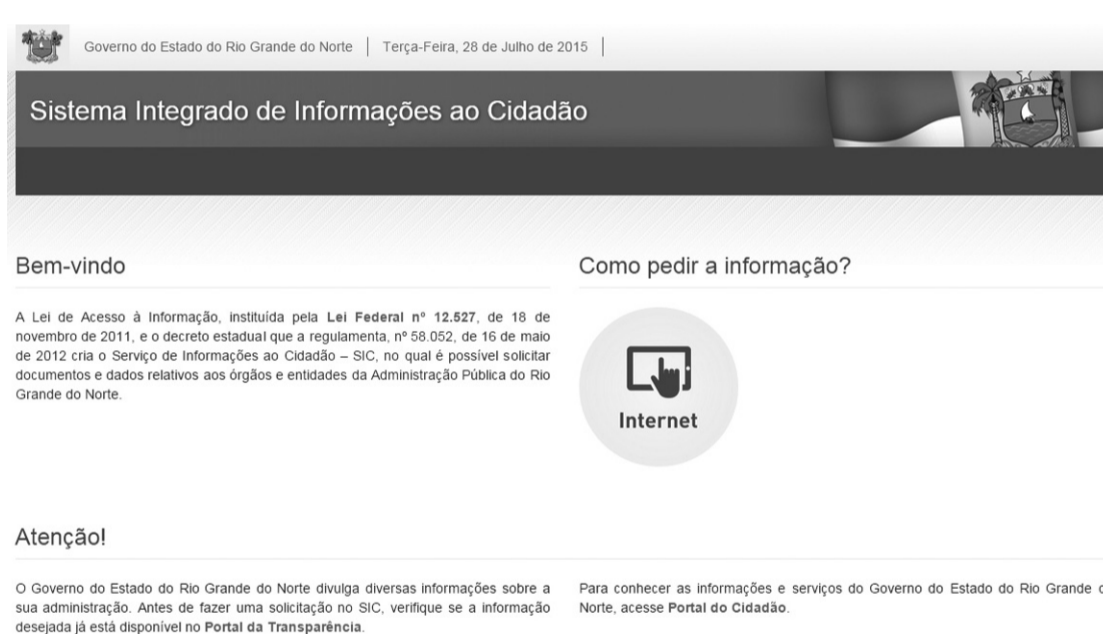 Governo do Estado do Rio Grande do Norte | Terça-Feira, 28 de Julho de 2015 |
Sistema Integrado de Informações ao Cidadão
Bem-vindo
A Lei de Acesso à Informação, instituída pela Lei Federal nº 12.527, de 18 de
novembro de 2011, e o decreto estadual que a regulamenta, nº 58.052, de 16 de maio
de 2012 cria o Serviço de Informações ao Cidadão – SIC, no qual é possível solicitar
documentos e dados relativos aos órgãos e entidades da Administração Pública do Rio
Grande do Norte.
Como pedir a informação?
Internet
Atenção!
O Governo do Estado do Rio Grande do Norte divulga diversas informações sobre a
sua administração. Antes de fazer uma solicitação no SIC, verifique se a informação
desejada já está disponível no Portal da Transparência.
Para conhecer as informações e serviços do Governo do Estado do Rio Grande
Norte, acesse Portal do Cidadão.